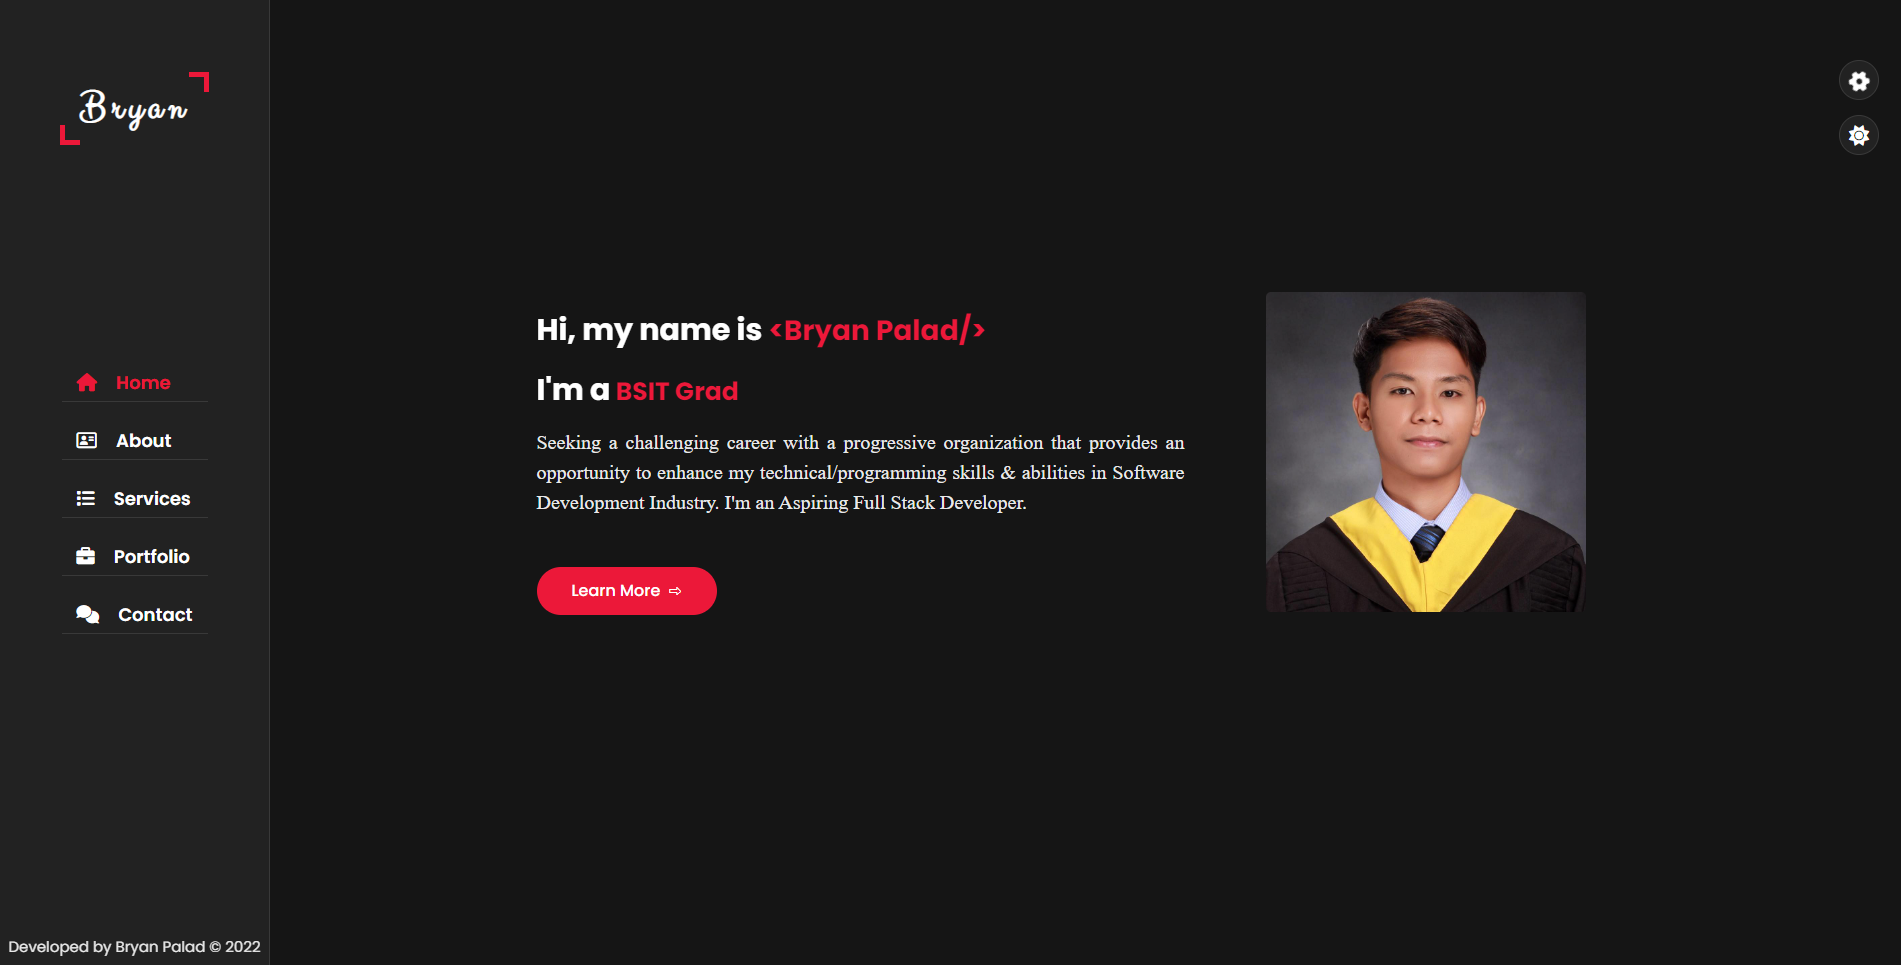 Bryan
Home
About
Services
Portfolio
Contact
Developed by Bryan Palad © 2022
Hi, my name is <Bryan Palad/>
I'm a BSIT Grad
Seeking a challenging career with a progressive organization that provides an
opportunity to enhance my technical/programming skills & abilities in Software
Development Industry. I'm an Aspiring Full Stack Developer.
Learn More ⇨